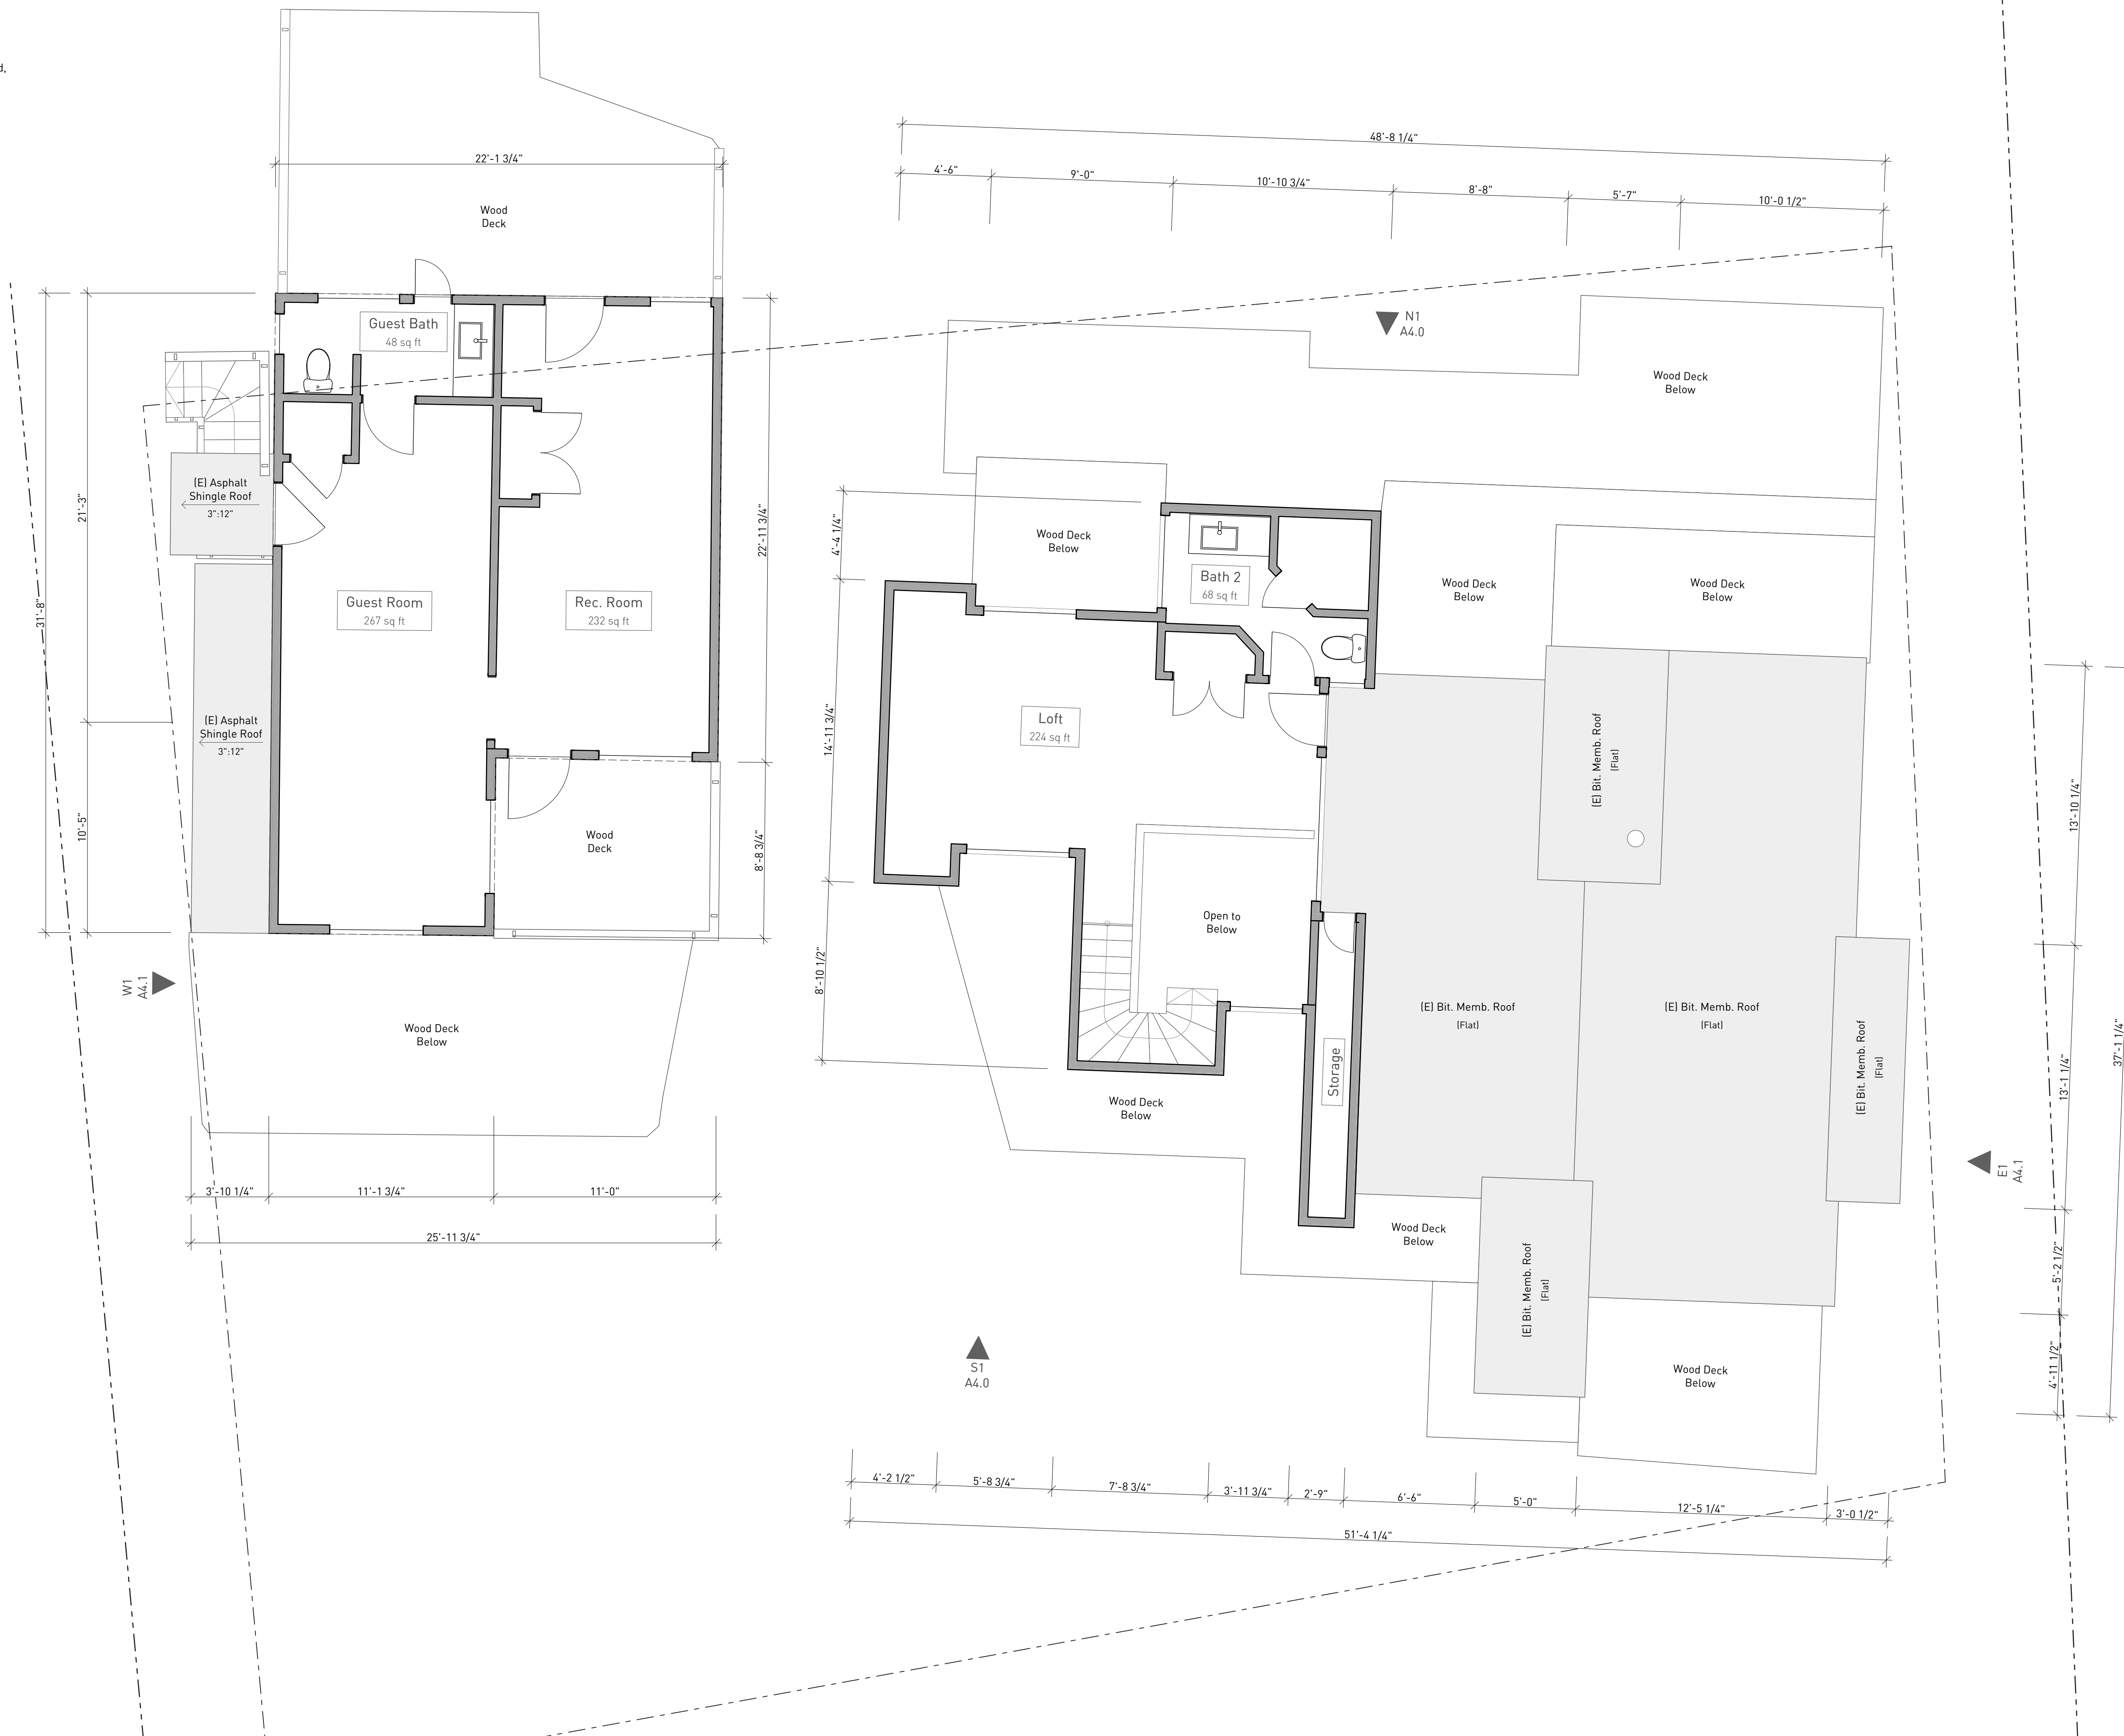 d,
22'-1 3/4"
Wood
Deck
Guest Bath
48 sq ft
(E) Asphalt
Shingle Roof
3":12"
21'-3"
31'-8"
22'-11 3/4"
Guest Room
267 sq ft
Rec. Room
232 sq ft
(E) Asphalt
Shingle Roof
3":12"
10'-5"
Wood
Deck
8'-8 3/4"
W1
A4.1
Wood Deck
Below
3'-10 1/4"
11'-1 3/4"
11'-0"
25'-11 3/4"
48'-8 1/4"
4'-6"
9'-0"
10'-10 3/4"
8'-8"
5'-7"
10'-0 1/2"
N1
A4.0
Wood Deck
Below
4'-4 1/4"
Wood Deck
Below
Bath 2
68 sq ft
Wood Deck
Below
Wood Deck
Below
Loft
224 sq ft
14'-11 3/4"
(E) Bit. Memb. Roof
(Flat)
13'-10 1/4"
Open to
Below
8'-10 1/2"
(E) Bit. Memb. Roof
(Flat)
(E) Bit. Memb. Roof
(Flat)
(E) Bit. Memb. Roof
(Flat)
Storage
13'-1 1/4"
37'-1 1/4"
Wood Deck
Below
E1
A4.1
Wood Deck
Below
(E) Bit. Memb. Roof
(Flat)
5'-2 1/2"
S1
A4.0
Wood Deck
Below
4'-11 1/2"
4'-2 1/2"
5'-8 3/4"
7'-8 3/4"
3'-11 3/4"
2'-9"
6'-6"
5'-0"
12'-5 1/4"
3'-0 1/2"
51'-4 1/4"